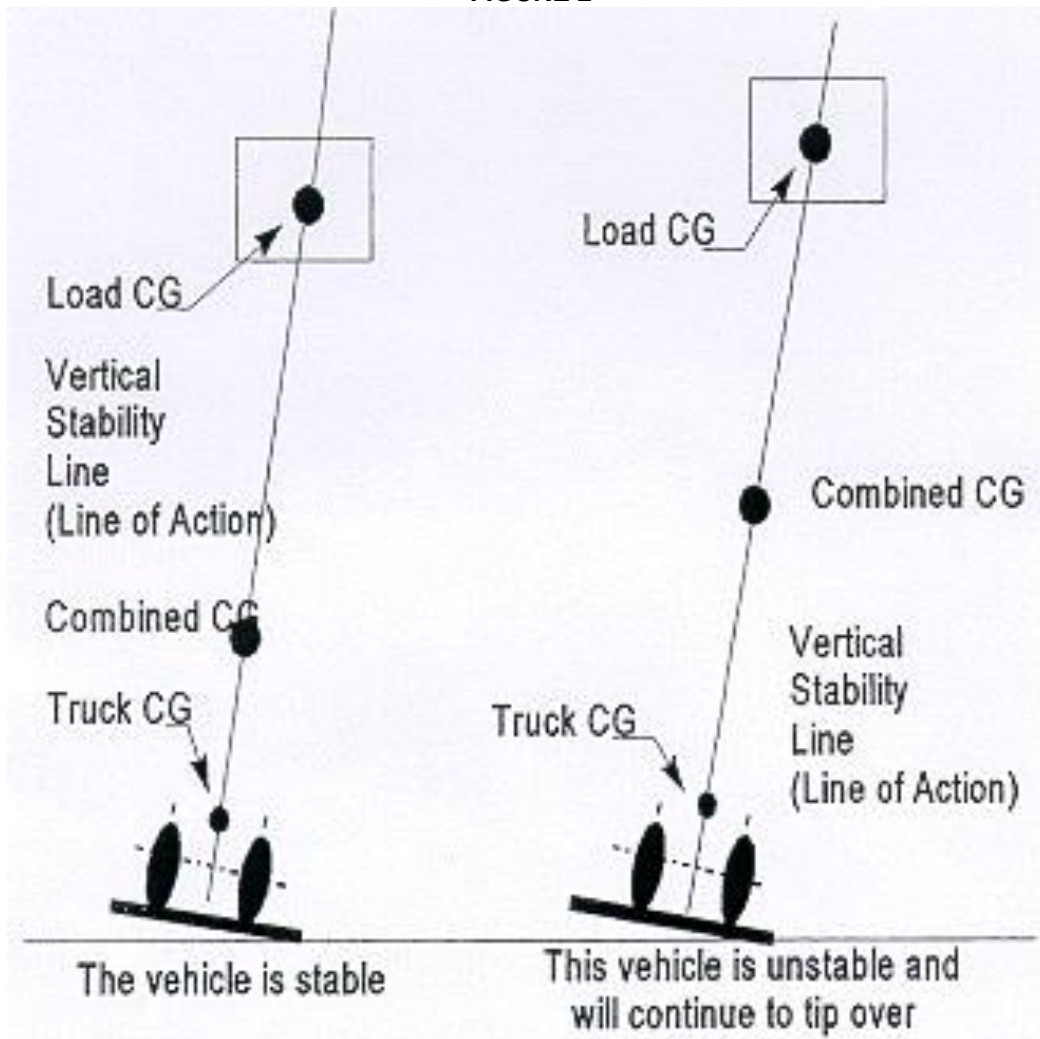 Load CG
Vertical
Stability
Line
(Line of Action)
Combined CG
Truck CG
The vehicle is stable
Load CG
Combined CG
Vertical
Stability
Line
(Line of Action)
Truck CG
This vehicle is unstable and
will continue to tip over